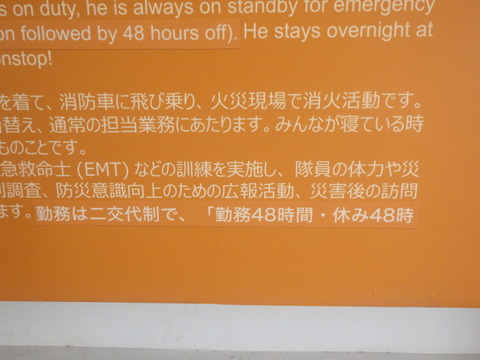 s on duty, he is always on standby for emergency
on followed by 48 hours off). He stays overnight at
onstop!
を着て、消防車に飛び乗り、火災現場で消火活動です。
替え、通常の担当業務にあたります。みんなが寝ている時
ものことです。
急救命士 (EMT) などの訓練を実施し、隊員の体力や災
調査、防災意識向上のための広報活動、災害後の訪問
ます。勤務は二交代制で、「勤務48時間・休み48時